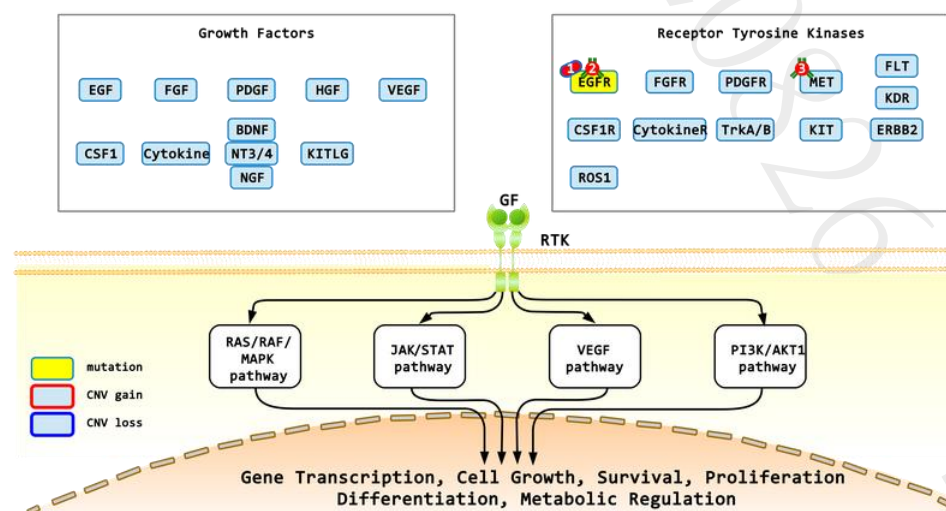 Growth Factors
EGF
FGF
PDGF
HGF
VEGF
BDNF
CSF1
Cytokine
NT3/4
KITLG
NGF
Receptor Tyrosine Kinases
1
2
3
EGFR
FGFR
PDGFR
MET
FLT
KDR
CSF1R
CytokineR
TrkA/B
KIT
ERBB2
ROS1
GF
RTK
RAS/RAF/
MAPK
pathway
JAK/STAT
pathway
VEGF
pathway
PI3K/AKT1
pathway
mutation
CNV gain
CNV loss
Gene Transcription, Cell Growth, Survival, Proliferation
Differentiation, Metabolic Regulation